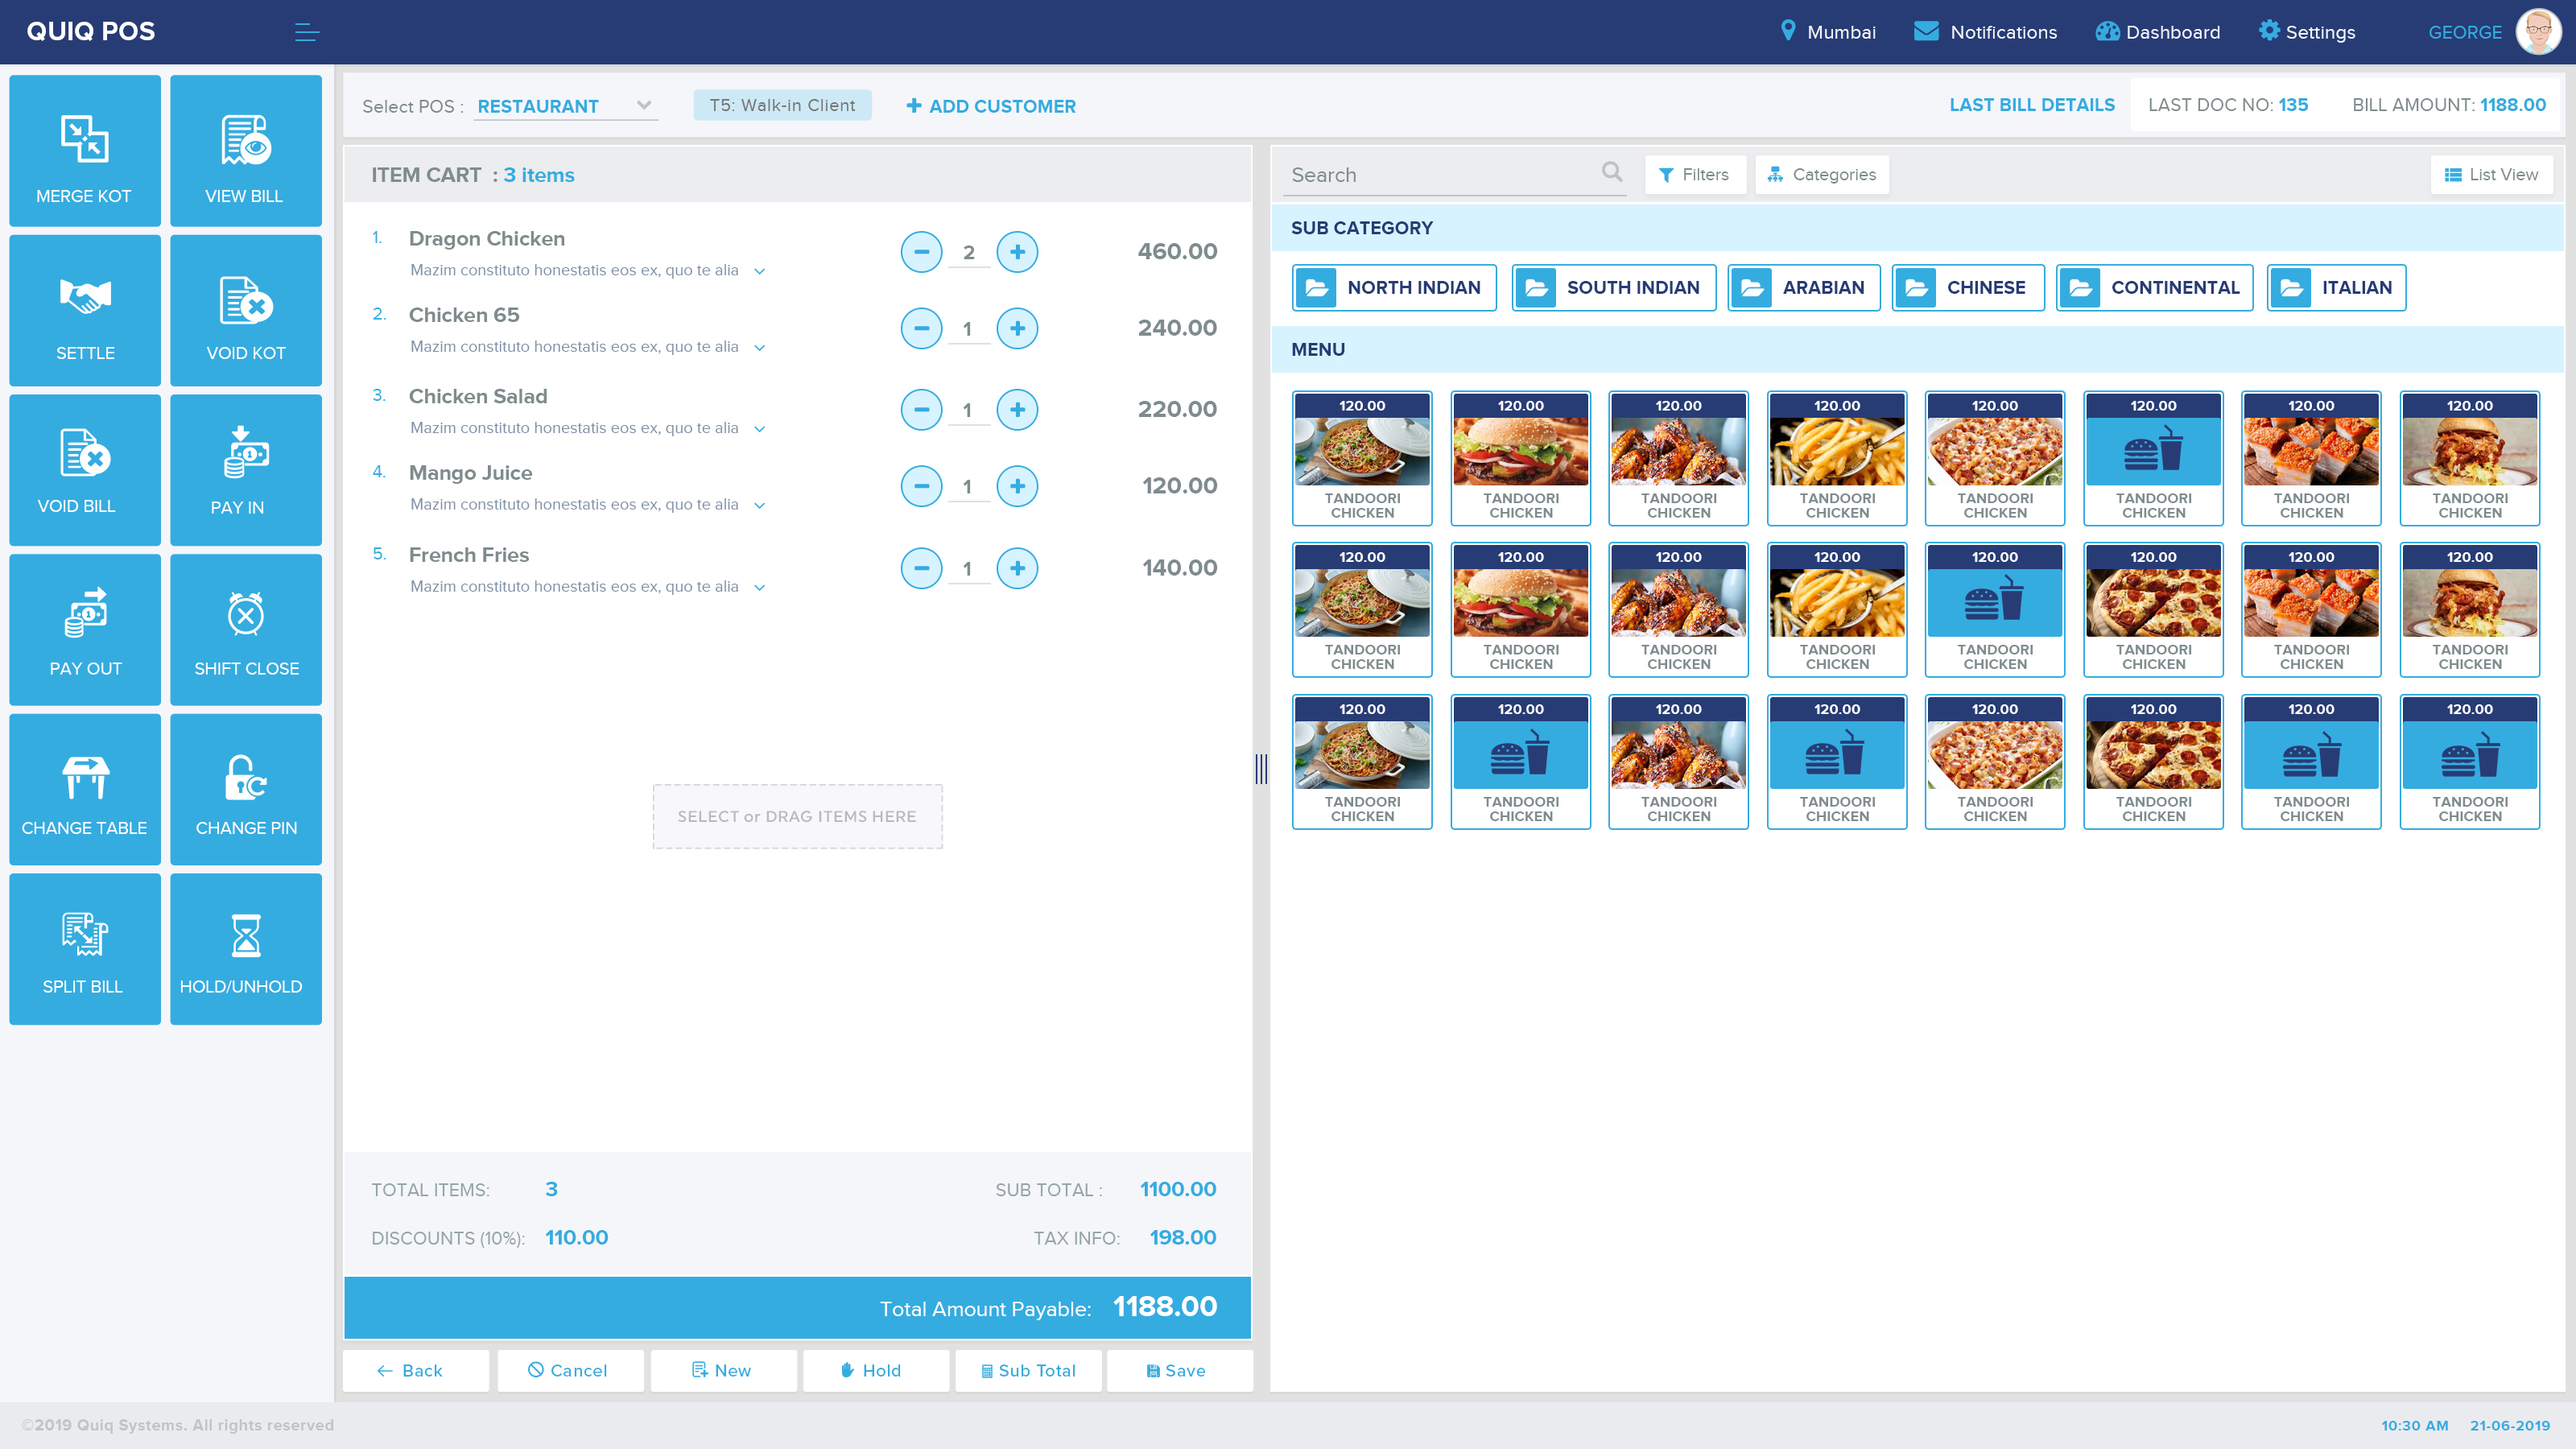 QUIQ POS
Mumbai
Notifications
Dashboard
Settings
GEORGE
MERGE KOT
VIEW BILL
SETTLE
VOID KOT
VOID BILL
PAY IN
PAY OUT
SHIFT CLOSE
CHANGE TABLE
CHANGE PIN
SPLIT BILL
HOLD/UNHOLD
Select POS : RESTAURANT
T5: Walk-in Client
ADD CUSTOMER
LAST BILL DETAILS
LAST DOC NO: 135
BILL AMOUNT: 1188.00
ITEM CART : 3 items
1. Dragon Chicken 2 460.00
Mazim constituto honestatis eos ex, quo te alia
2. Chicken 65 1 240.00
Mazim constituto honestatis eos ex, quo te alia
3. Chicken Salad 1 220.00
Mazim constituto honestatis eos ex, quo te alia
4. Mango Juice 1 120.00
Mazim constituto honestatis eos ex, quo te alia
5. French Fries 1 140.00
Mazim constituto honestatis eos ex, quo te alia
SELECT or DRAG ITEMS HERE
TOTAL ITEMS: 3
SUB TOTAL : 1100.00
DISCOUNTS (10%): 110.00
TAX INFO: 198.00
Total Amount Payable: 1188.00
Back
Cancel
New
Hold
Sub Total
Save
Search
Filters
Categories
List View
SUB CATEGORY
NORTH INDIAN
SOUTH INDIAN
ARABIAN
CHINESE
CONTINENTAL
ITALIAN
MENU
120.00 120.00 120.00 120.00 120.00 120.00 120.00 120.00
TANDOORI TANDOORI TANDOORI TANDOORI TANDOORI TANDOORI TANDOORI TANDOORI
CHICKEN CHICKEN CHICKEN CHICKEN CHICKEN CHICKEN CHICKEN CHICKEN
120.00 120.00 120.00 120.00 120.00 120.00 120.00 120.00
TANDOORI TANDOORI TANDOORI TANDOORI TANDOORI TANDOORI TANDOORI TANDOORI
CHICKEN CHICKEN CHICKEN CHICKEN CHICKEN CHICKEN CHICKEN CHICKEN
120.00 120.00 120.00 120.00 120.00 120.00 120.00 120.00
TANDOORI TANDOORI TANDOORI TANDOORI TANDOORI TANDOORI TANDOORI TANDOORI
CHICKEN CHICKEN CHICKEN CHICKEN CHICKEN CHICKEN CHICKEN CHICKEN
©2019 Quiq Systems. All rights reserved
10:30 AM 21-06-2019